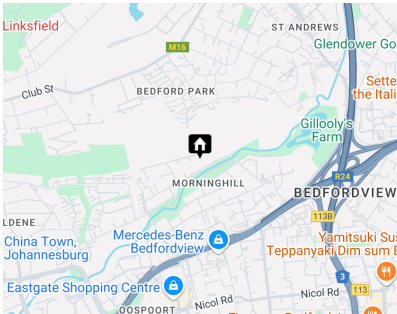 ST ANDREWS
Linksfield
Glendower Go
M16
Sette
the Itali
Club St
BEDFORD PARK
Gillooly's
Farm
R24
MORNINGHILL
BEDFORDVIEW
113B
LDENE
Mercedes-Benz
Bedfordview
Yamitsuki Sus
Teppanyaki Dim sum B
China Town,
Johannesburg
3
113
Eastgate Shopping Centre
Nicol Rd
Nicol Rd
OOSPOORT